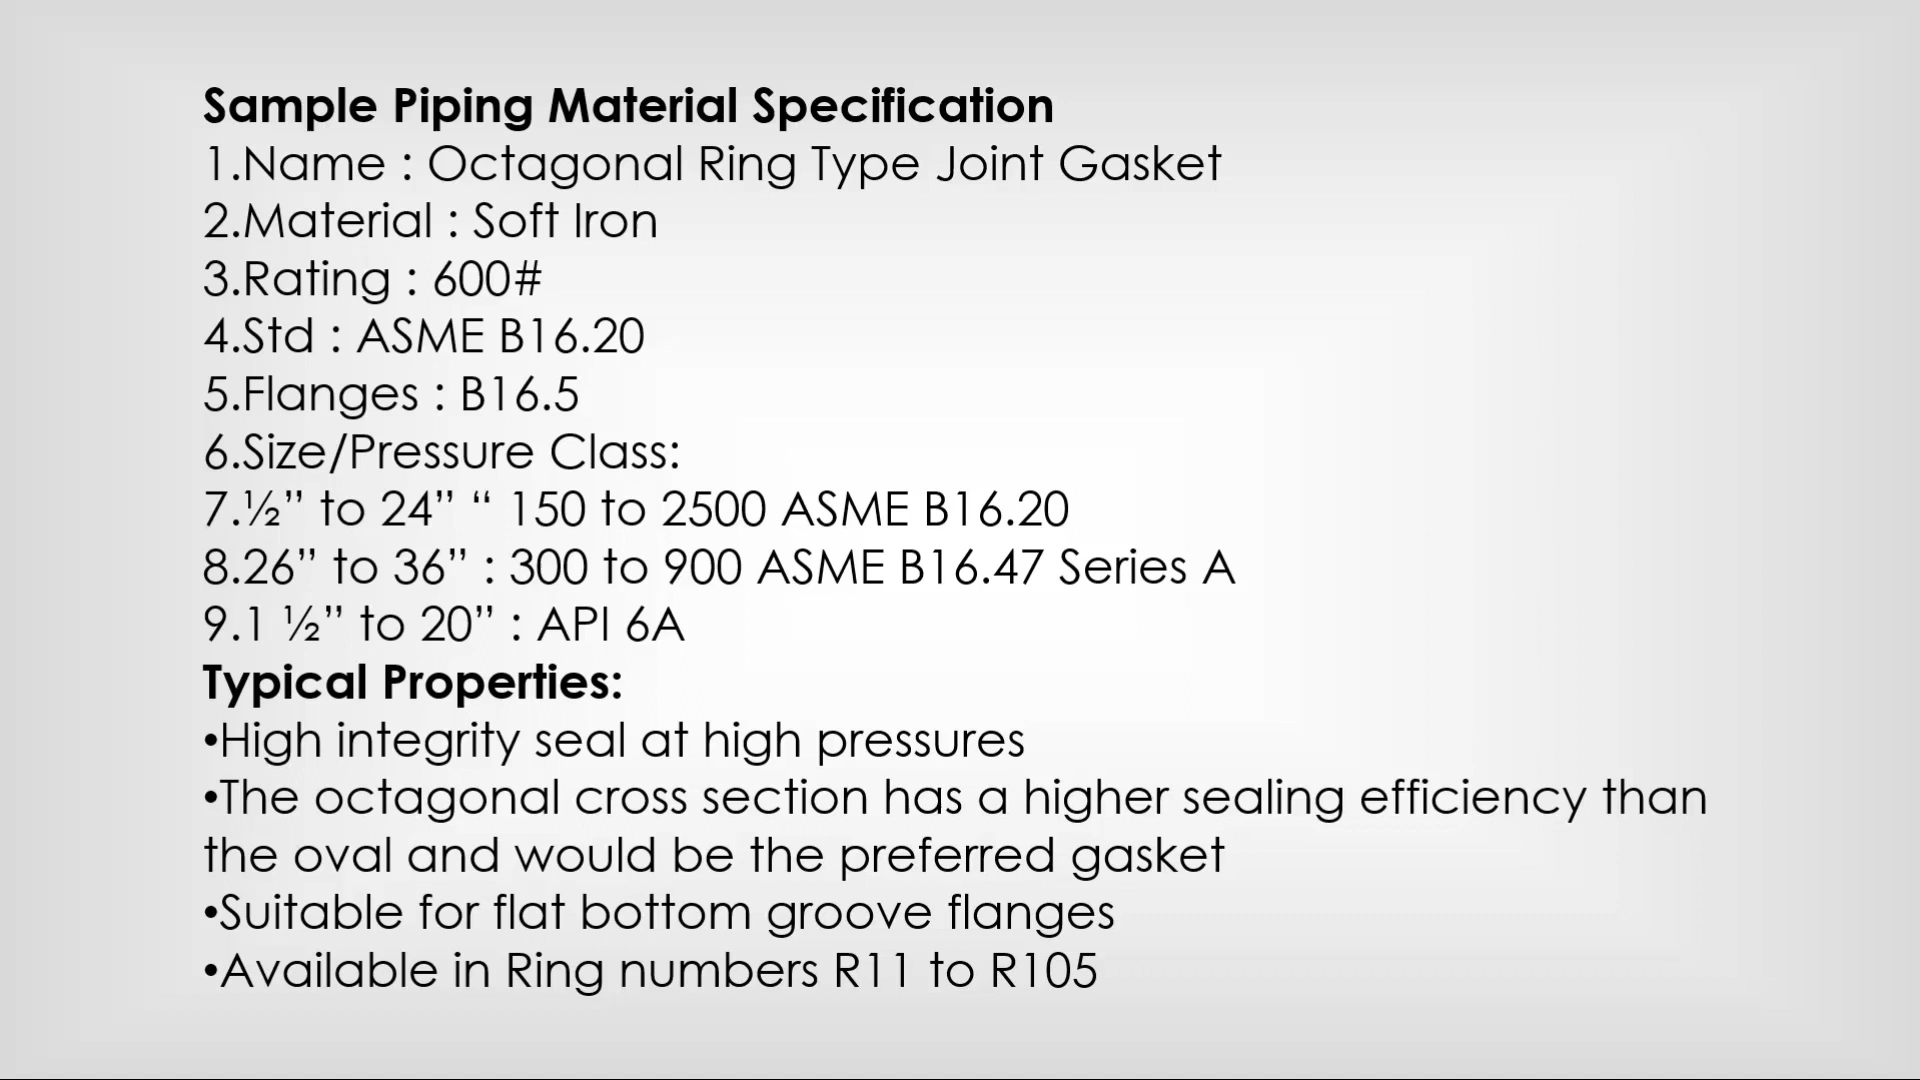 Sample Piping Material Specification
1.Name : Octagonal Ring Type Joint Gasket
2.Material : Soft Iron
3.Rating : 600#
4.Std : ASME B16.20
5.Flanges : B16.5
6.Size/Pressure Class:
7.½” to 24” “ 150 to 2500 ASME B16.20
8.26” to 36” : 300 to 900 ASME B16.47 Series A
9.1 ½” to 20” : API 6A
Typical Properties:
•High integrity seal at high pressures
•The octagonal cross section has a higher sealing efficiency than
the oval and would be the preferred gasket
•Suitable for flat bottom groove flanges
•Available in Ring numbers R11 to R105